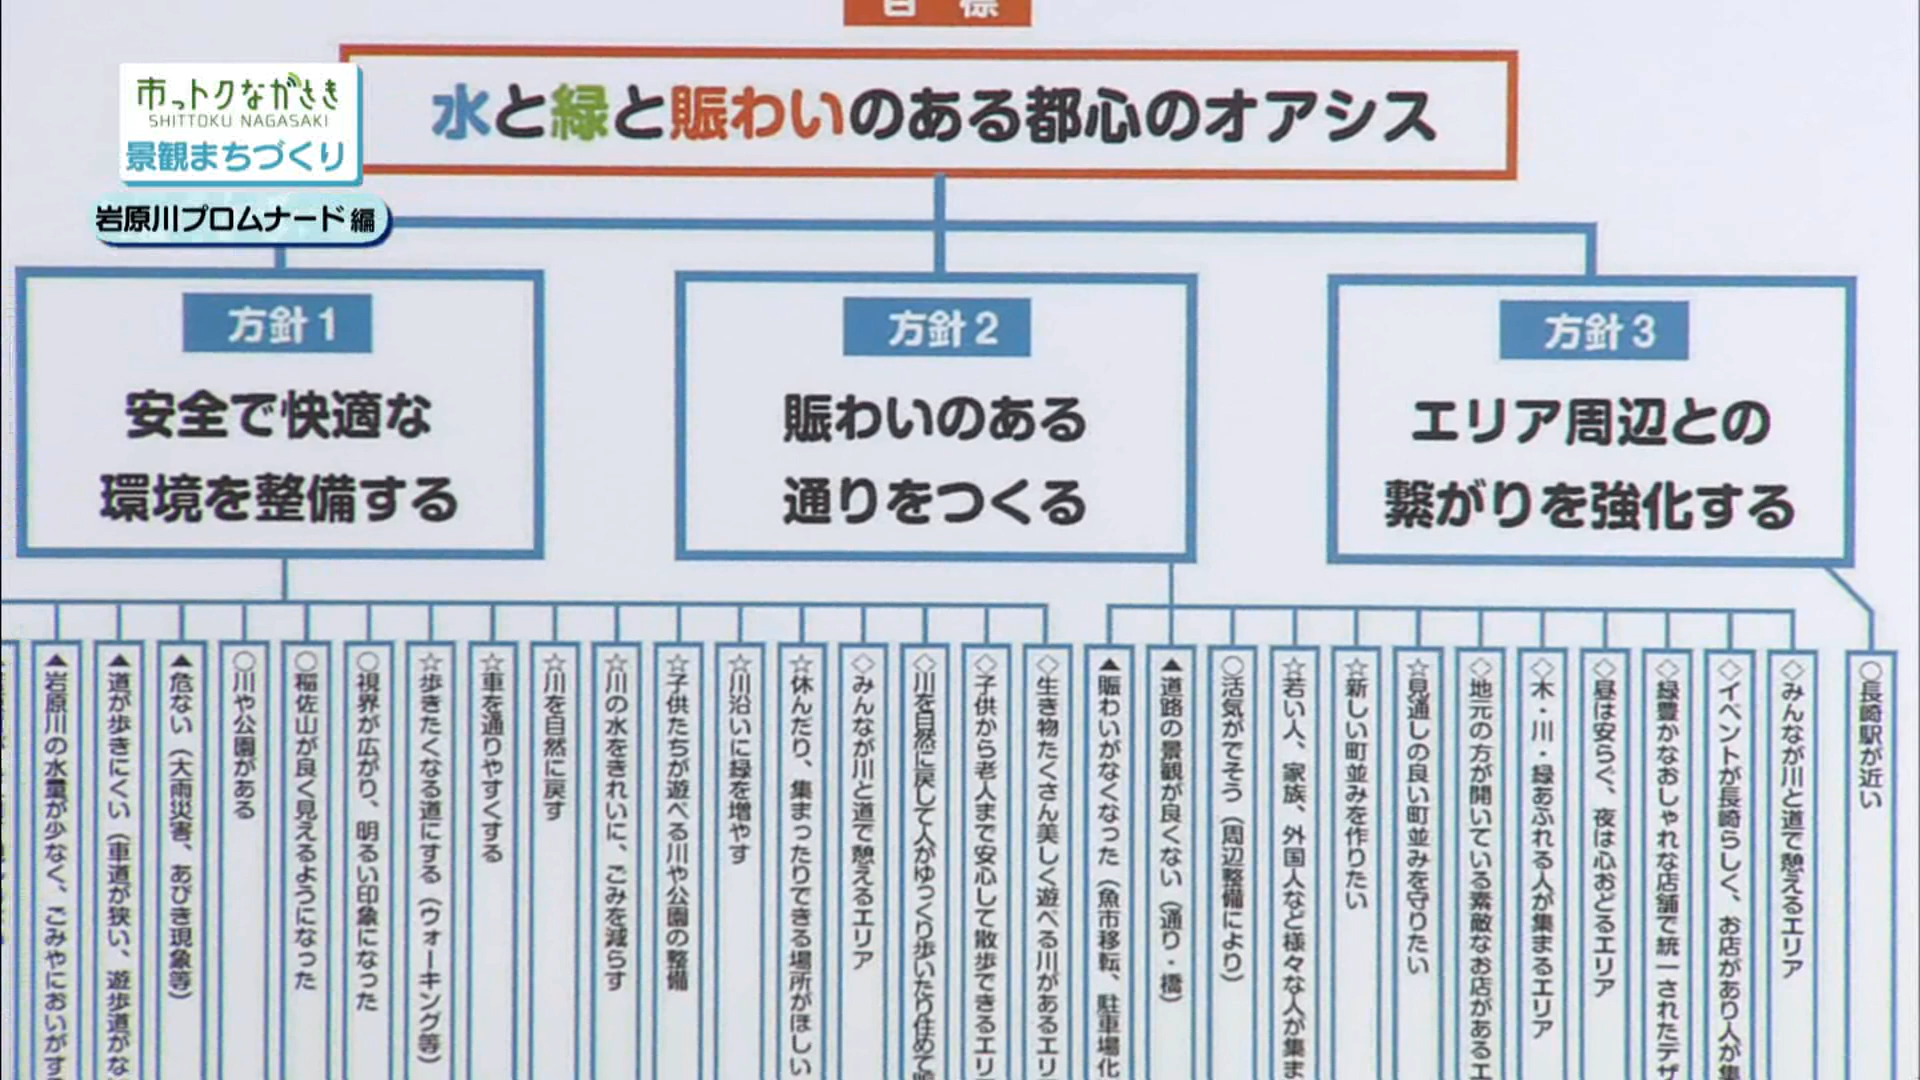 目 標
水と緑と賑わいのある都心のオアシス
市っトクながさき
SHITTOKU NAGASAKI
景観まちづくり
岩原川プロムナード編
方針1
安全で快適な
環境を整備する
方針2
賑わいのある
通りをつくる
方針3
エリア周辺との
繋がりを強化する
▲岩原川の水量が少なく、ごみやにおいがす
▲道が歩きにくい（車道が狭い、遊歩道がな
▲危ない（大雨災害、あびき現象等）
○川や公園がある
○稲佐山が良く見えるようになった
○視界が広がり、明るい印象になった
☆歩きたくなる道にする（ウォーキング等）
☆車を通りやすくする
☆川を自然に戻す
☆川の水をきれいに、ごみを減らす
☆子供たちが遊べる川や公園の整備
☆川沿いに緑を増やす
☆休んだり、集まったりできる場所がほしい
◇みんなが川と道で憩えるエリア
◇川を自然に戻して人がゆっくり歩いたり住めて
◇子供から老人まで安心して散歩できるエリ
◇生き物たくさん美しく遊べる川があるエリ
▲賑わいがなくなった（魚市移転、駐車場化
▲道路の景観が良くない（通り・橋）
○活気がでそう（周辺整備により）
☆若い人、家族、外国人など様々な人が集ま
☆新しい町並みを作りたい
☆見通しの良い町並みを守りたい
◇地元の方が開いている素敵なお店があるエ
◇木・川・緑あふれる人が集まるエリア
◇昼は安らぐ、夜は心おどるエリア
◇緑豊かなおしゃれな店舗で統一されたデザ
◇イベントが長崎らしく、お店があり人が集
◇みんなが川と道で憩えるエリア
○長崎駅が近い